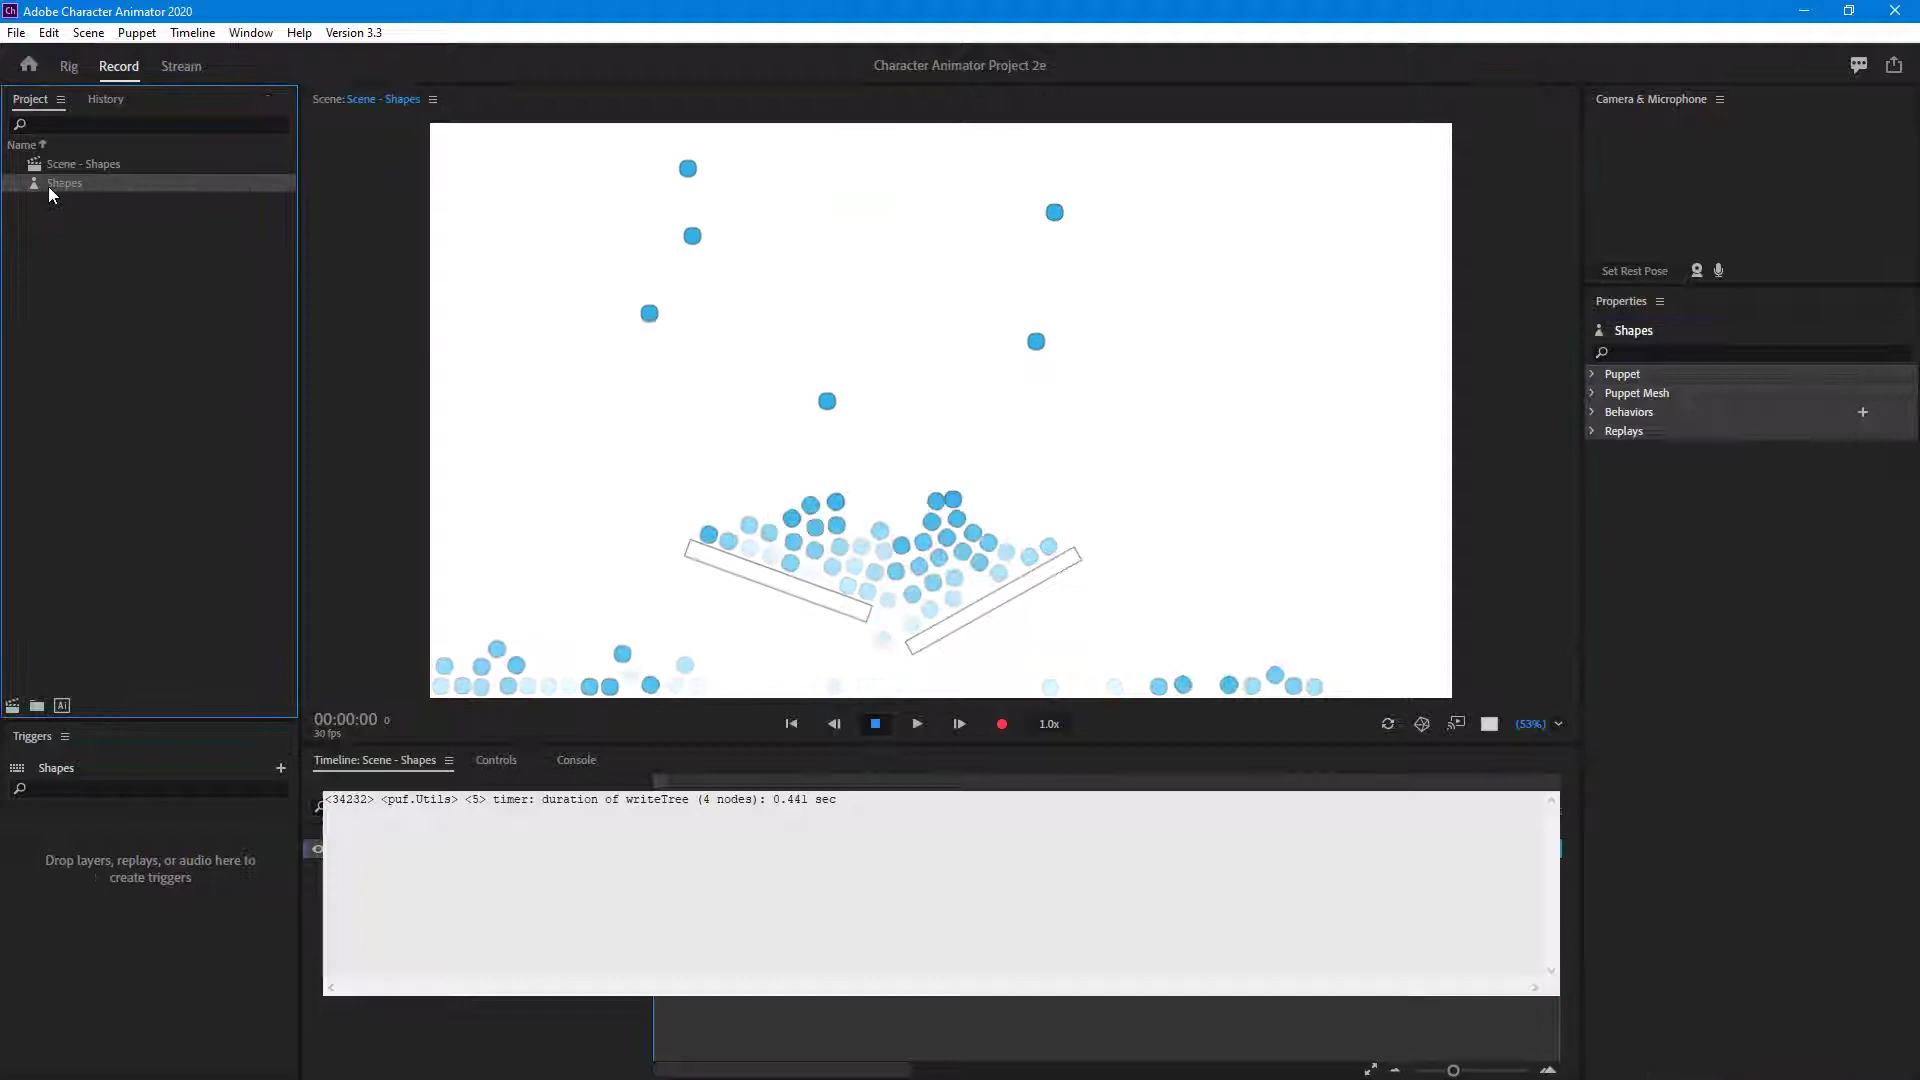 Ch Adobe Character Animator 2020
File Edit Scene Puppet Timeline Window Help Version 3.3
Rig Record Stream
Character Animator Project 2e
Project History
Name
Scene - Shapes
Shapes
Ai
Triggers
Shapes
Drop layers, replays, or audio here to
create triggers
Scene: Scene - Shapes
00:00:00 0
30 fps
1.0x
(53%)
Timeline: Scene - Shapes Controls Console
<34232> <puf.Utils> <5> timer: duration of writeTree (4 nodes): 0.441 sec
Camera & Microphone
Set Rest Pose
Properties
Shapes
Puppet
Puppet Mesh
Behaviors
Replays